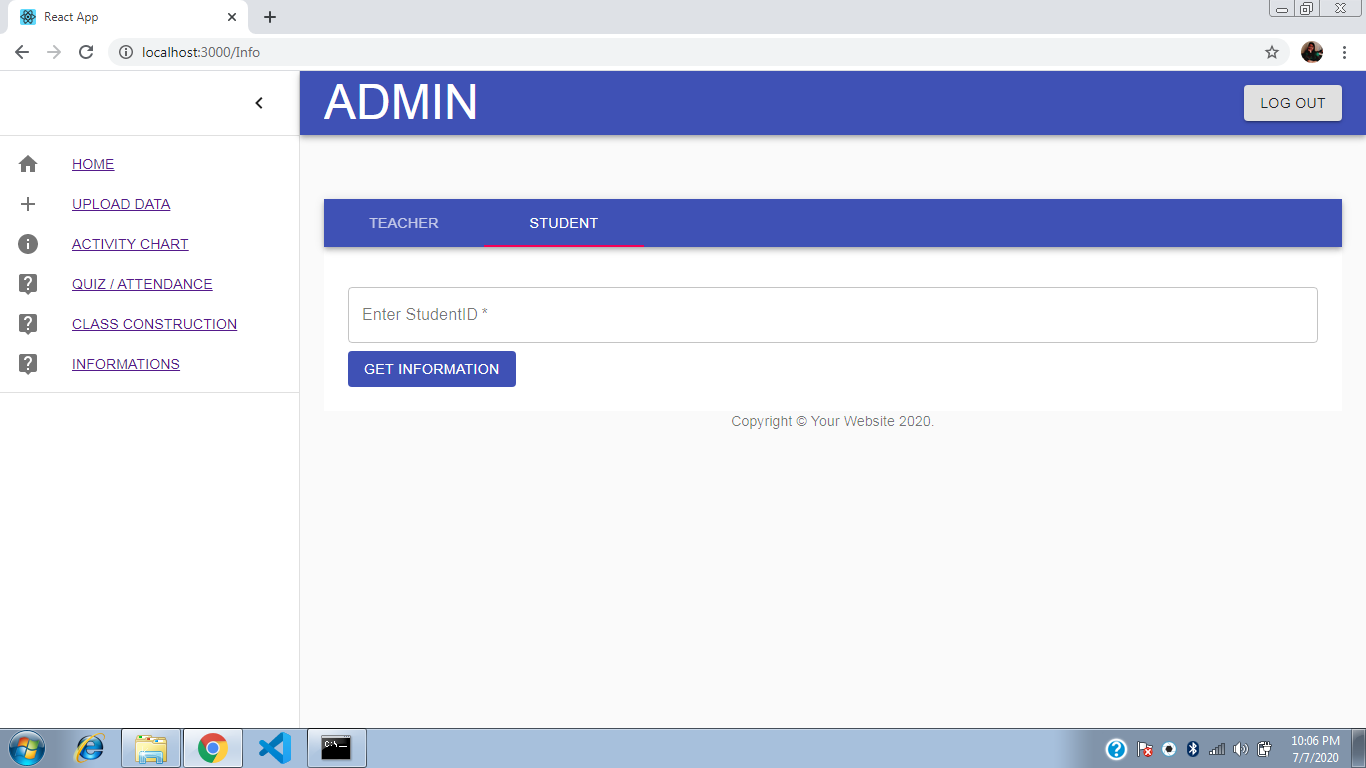 React App
localhost:3000/Info
ADMIN
LOG OUT
HOME
UPLOAD DATA
ACTIVITY CHART
QUIZ / ATTENDANCE
CLASS CONSTRUCTION
INFORMATIONS
TEACHER
STUDENT
Enter StudentID *
GET INFORMATION
Copyright © Your Website 2020.
C:\_
10:06 PM
7/7/2020